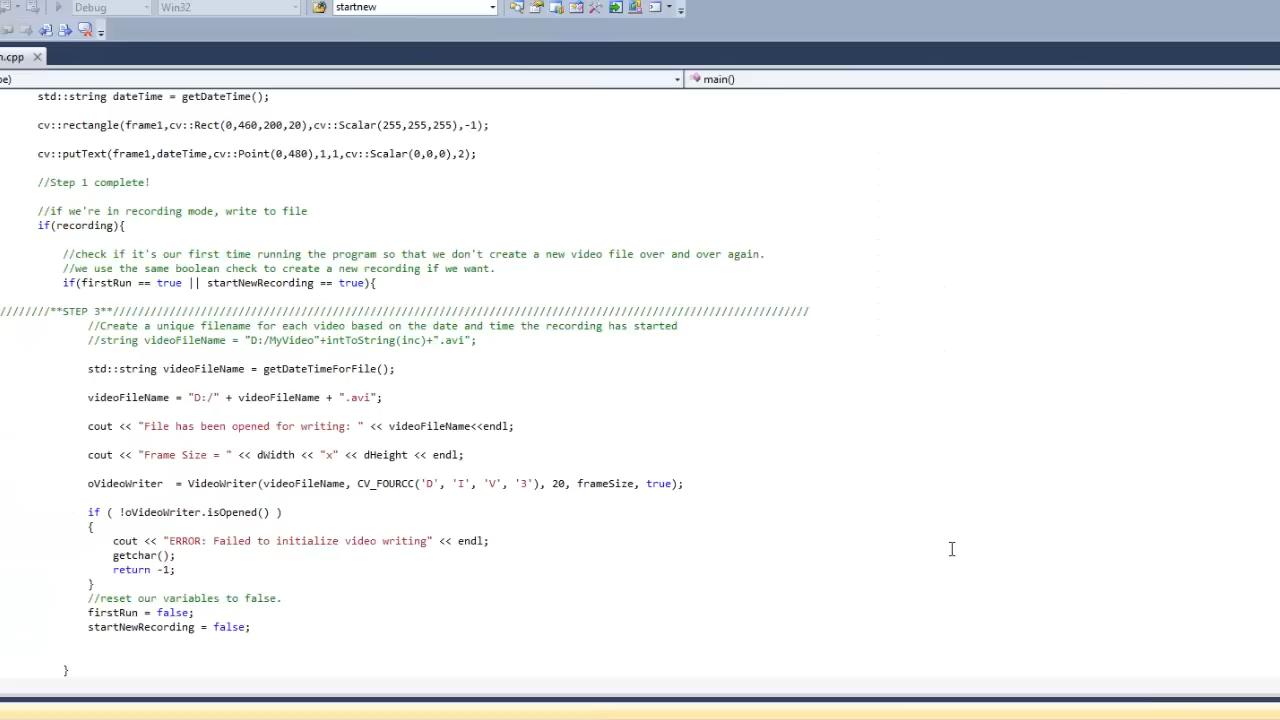 Debug
Win32
startnew
n.cpp
pe)
main()
std::string dateTime = getDateTime();
cv::rectangle(frame1,cv::Rect(0,460,200,20),cv::Scalar(255,255,255),-1);
cv::putText(frame1,dateTime,cv::Point(0,480),1,1,cv::Scalar(0,0,0),2);
//Step 1 complete!
//if we're in recording mode, write to file
if(recording){
//check if it's our first time running the program so that we don't create a new video file over and over again.
//we use the same boolean check to create a new recording if we want.
if(firstRun == true || startNewRecording == true){
////////**STEP 3**///////////////////////////////////////////////////////////////////////////////////////////////////////////////
//Create a unique filename for each video based on the date and time the recording has started
//string videoFileName = "D:/MyVideo"+intToString(inc)+".avi";
std::string videoFileName = getDateTimeForFile();
videoFileName = "D:/" + videoFileName + ".avi";
cout << "File has been opened for writing: " << videoFileName<<endl;
cout << "Frame Size = " << dWidth << "x" << dHeight << endl;
oVideoWriter  = VideoWriter(videoFileName, CV_FOURCC('D', 'I', 'V', '3'), 20, frameSize, true);
if ( !oVideoWriter.isOpened() )
{
cout << "ERROR: Failed to initialize video writing" << endl;
getchar();
return -1;
}
//reset our variables to false.
firstRun = false;
startNewRecording = false;
}